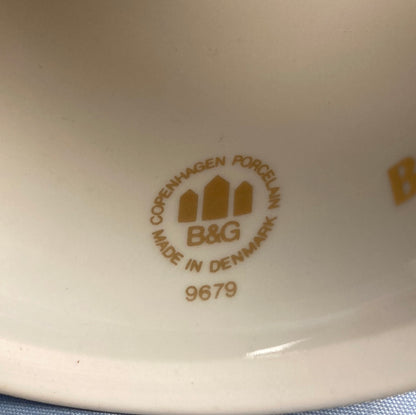 COPENHAGEN PORCELAIN
B&G
MADE IN DENMARK
9679
B